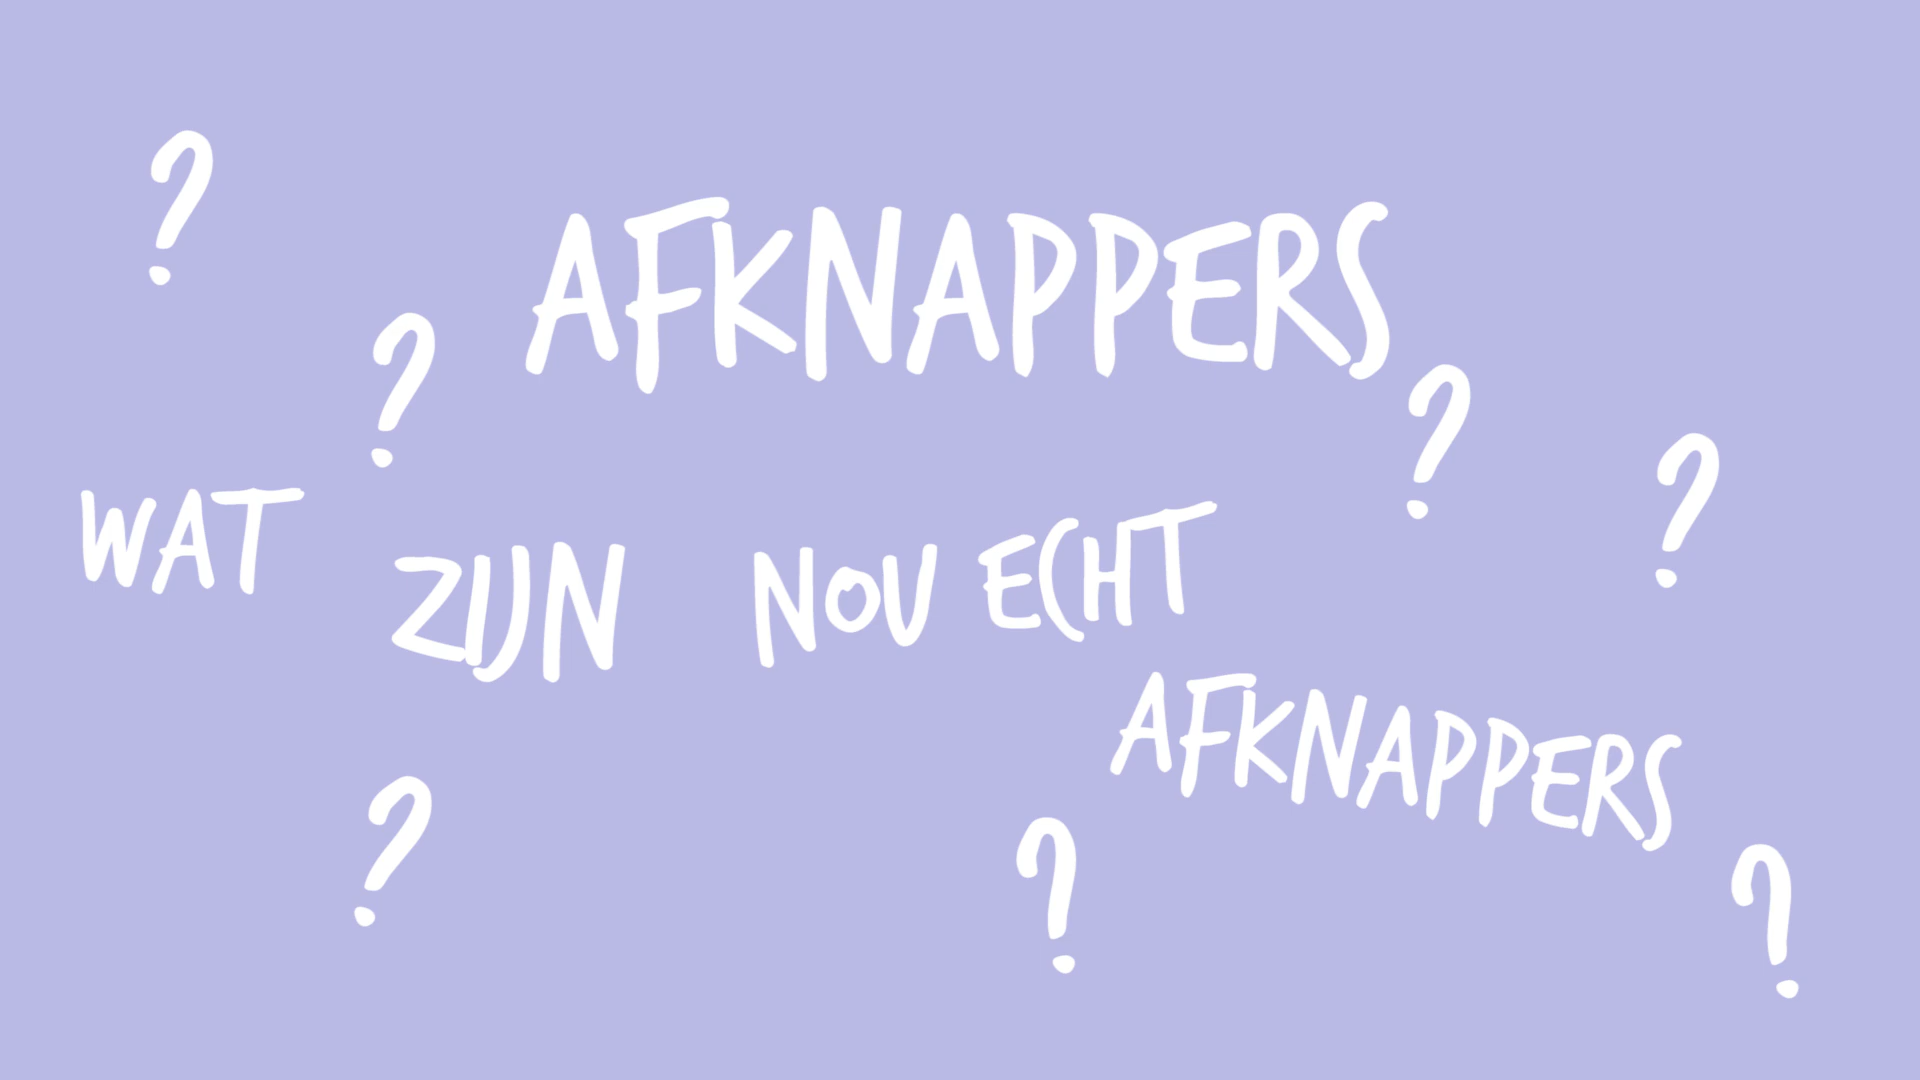 ?
AFKNAPPERS
? ? ?
WAT ZIJN NOU ECHT
AFKNAPPERS
? ? ?